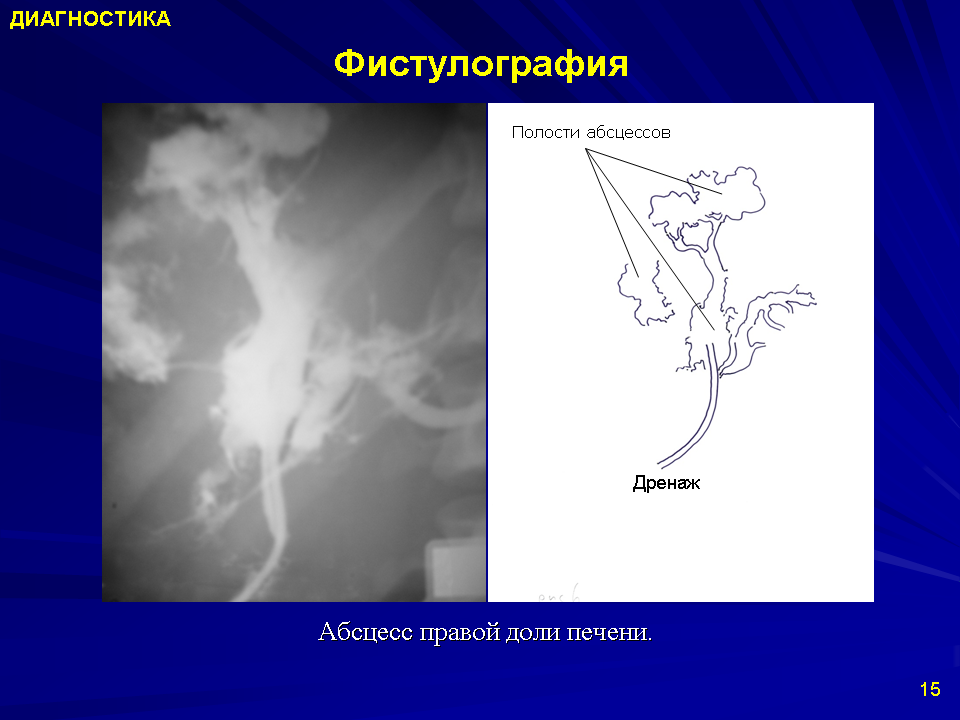 ДИАГНОСТИКА
Фистулография
Полости абсцессов
Дренаж
Абсцесс правой доли печени.
15